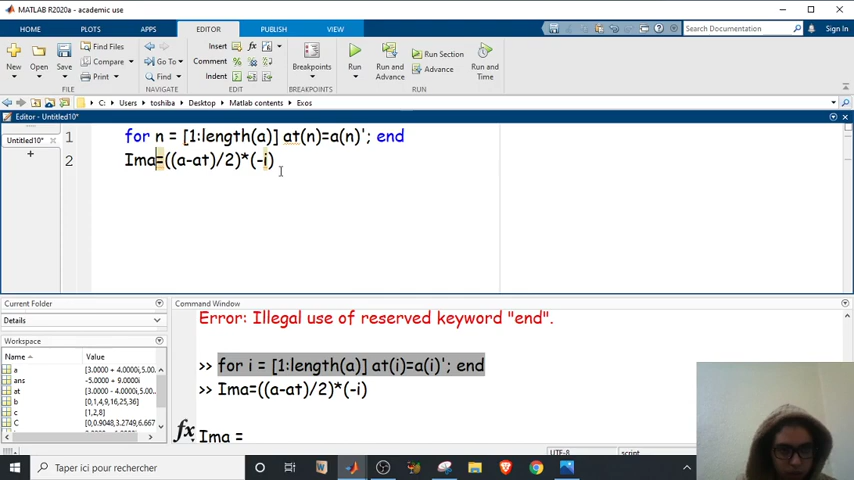 MATLAB R2020a - academic use
HOME PLOTS APPS EDITOR PUBLISH VIEW
Search Documentation Sign In
New Open Save
Find Files
Compare
Print
Go To
Find
Insert
Comment
Indent
Breakpoints
Run
Run and Advance
Run Section
Advance
Run and Time
FILE NAVIGATE EDIT BREAKPOINTS RUN
C: Users toshiba Desktop Matlab contents Exos
Editor - Untitled10*
Untitled10*
1 for n = [1:length(a)] at(n)=a(n)'; end
2 Ima=((a-at)/2)*(-i)
Current Folder
Details
Workspace
Name Value
a [3.0000 + 4.0000i,5.00
ans -5.0000 + 9.0000i
at [3.0000 - 4.0000i,5.00
b [0,1,4,9,16,25,36]
c [1,2,8]
[0,0.9048,3.2749,6.667
Command Window
Error: Illegal use of reserved keyword "end".
>> for i = [1:length(a)] at(i)=a(i)'; end
>> Ima=((a-at)/2)*(-i)
fx Ima =
UTF-8 script
Taper ici pour rechercher